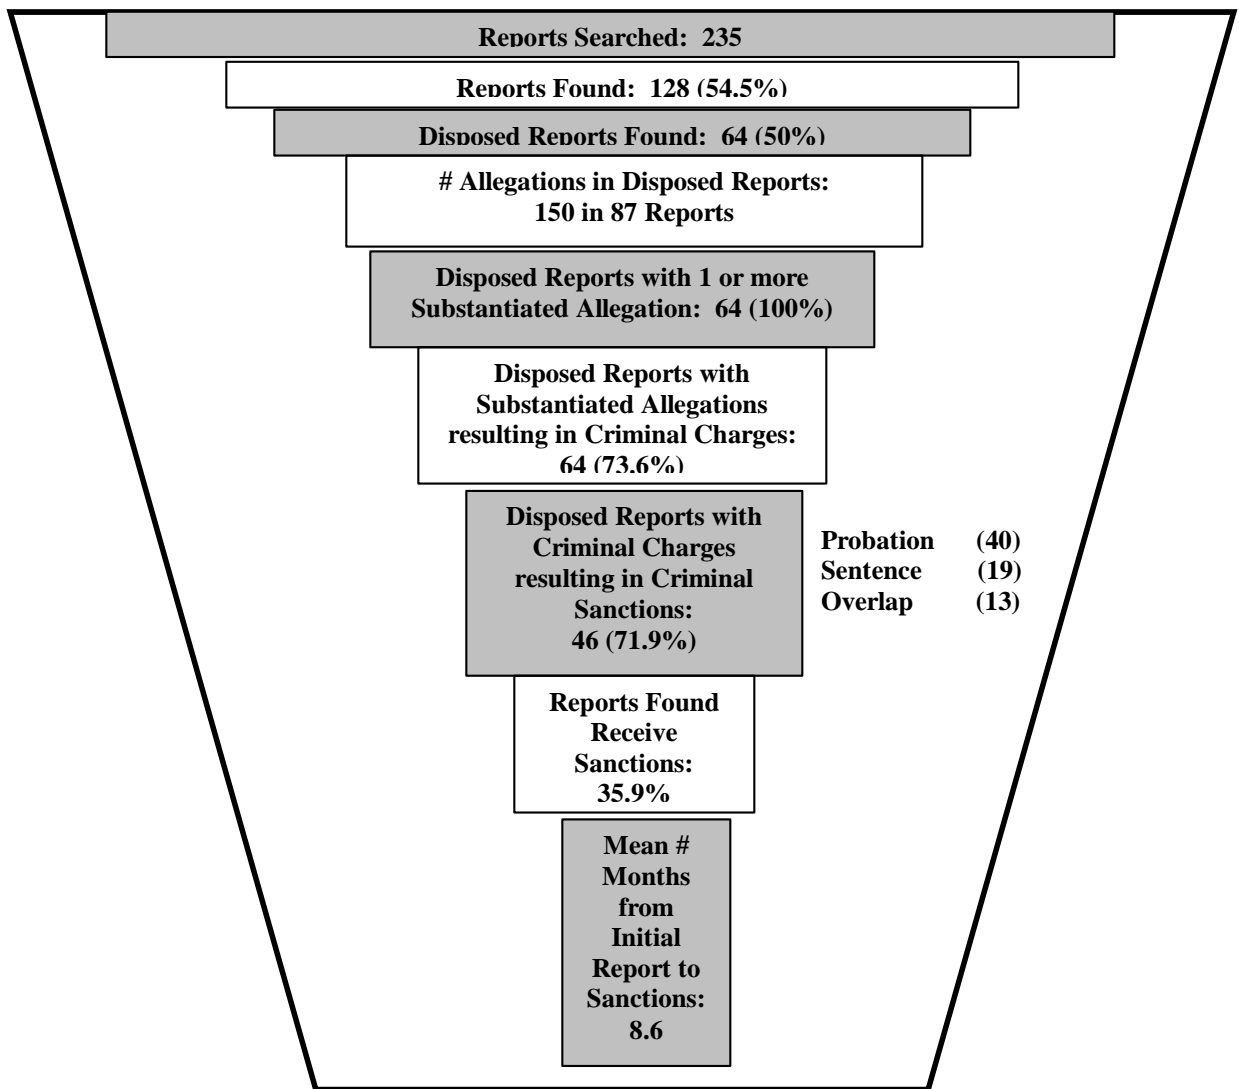 Reports Searched: 235
Reports Found: 128 (54.5%)
Disposed Reports Found: 64 (50%)
# Allegations in Disposed Reports:
150 in 87 Reports
Disposed Reports with 1 or more
Substantiated Allegation: 64 (100%)
Disposed Reports with
Substantiated Allegations
resulting in Criminal Charges:
64 (73.6%)
Disposed Reports with
Criminal Charges
resulting in Criminal
Sanctions:
46 (71.9%)
Probation (40)
Sentence (19)
Overlap (13)
Reports Found
Receive
Sanctions:
35.9%
Mean #
Months
from
Initial
Report to
Sanctions:
8.6